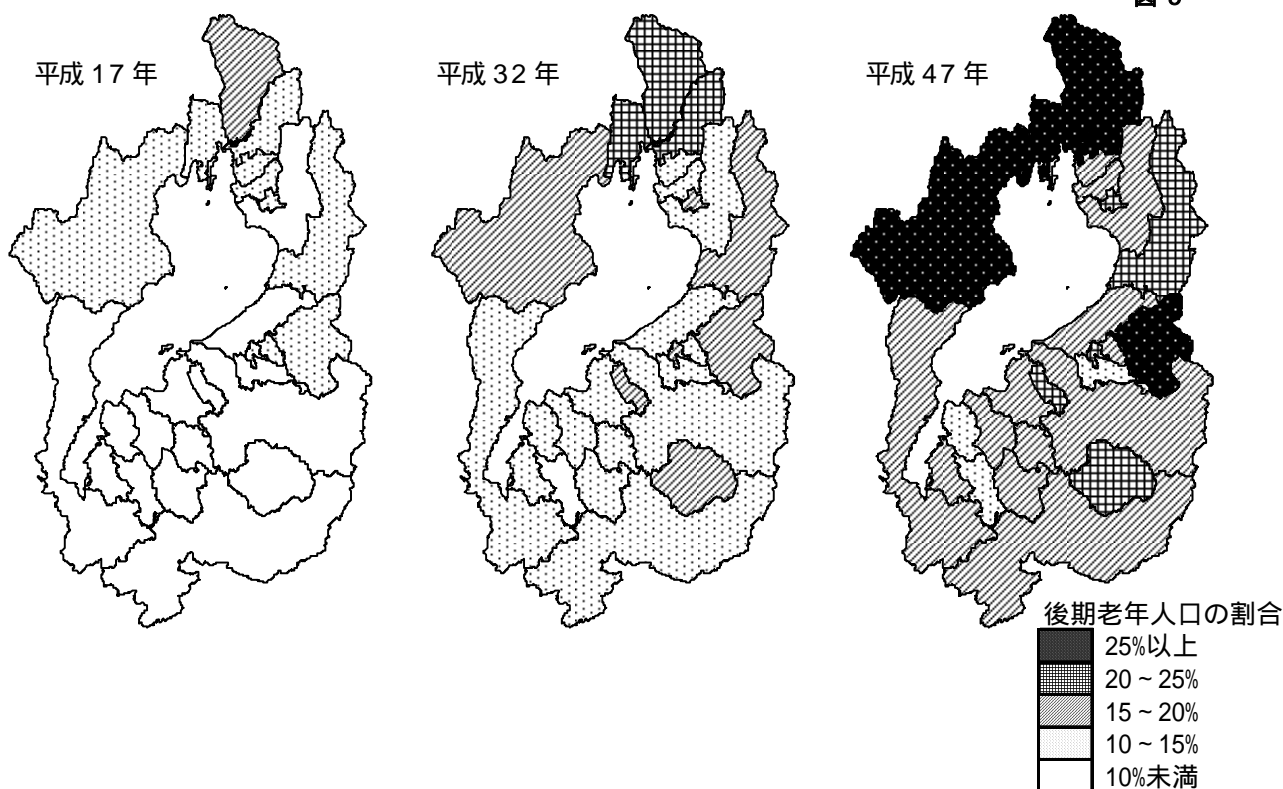 平成 17 年
平成 32 年
平成 47 年
後期老年人口の割合
25%以上
20 ~ 25%
15 ~ 20%
10 ~ 15%
10%未満